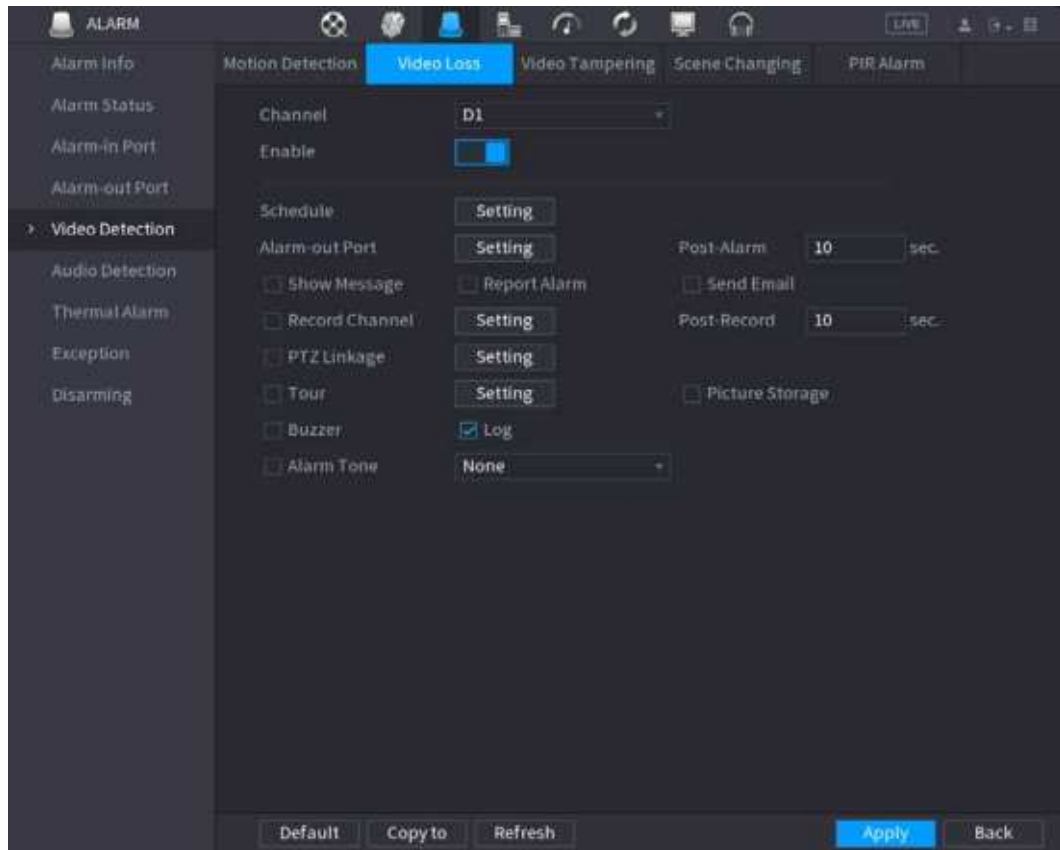 ALARM LIVE
Alarm Info
Alarm Status
Alarm-in Port
Alarm-out Port
Video Detection
Audio Detection
Thermal Alarm
Exception
Disarming
Motion Detection Video Loss Video Tampering Scene Changing PIR Alarm
Channel D1
Enable
Schedule Setting
Alarm-out Port Setting Post-Alarm 10 sec.
Show Message Report Alarm Send Email
Record Channel Setting Post-Record 10 sec.
PTZ Linkage Setting
Tour Setting Picture Storage
Buzzer Log
Alarm Tone None
Default Copy to Refresh Apply Back